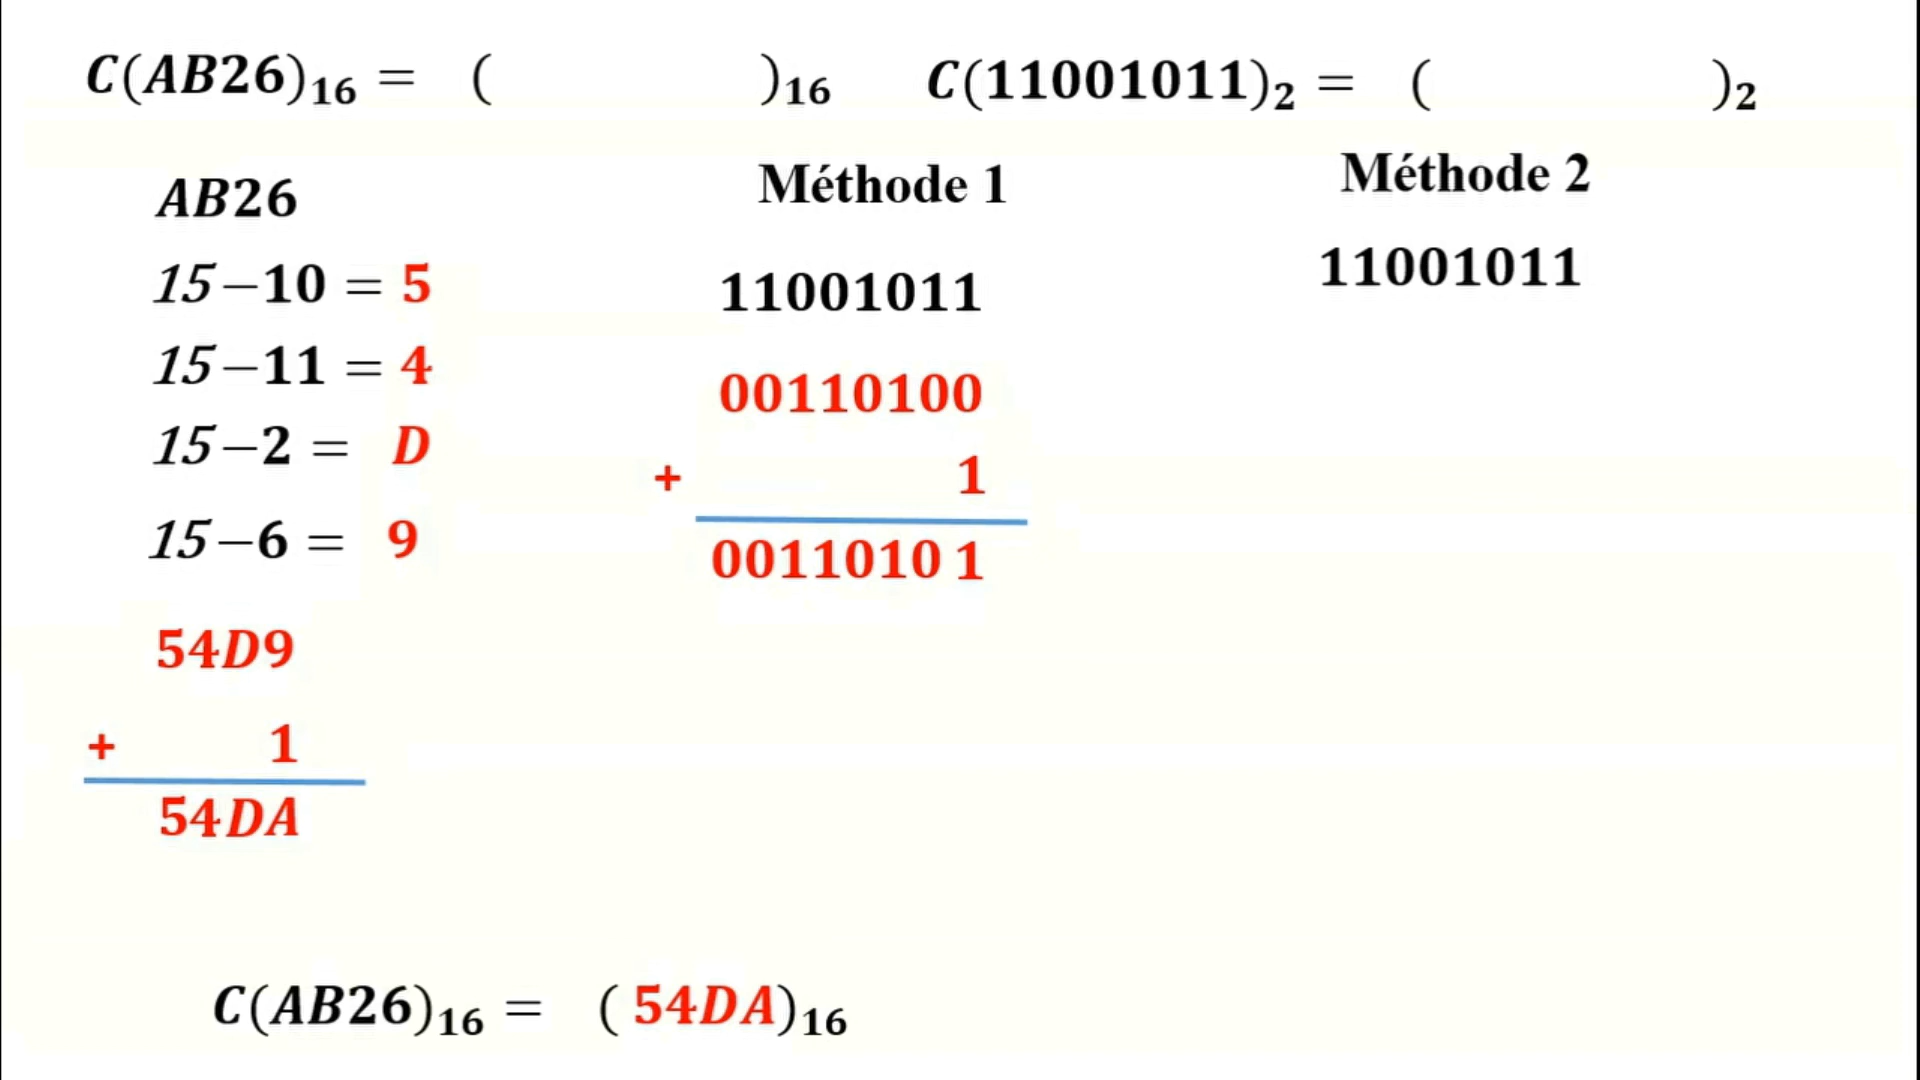 C(AB26)₁₆ = ( )₁₆ C(11001011)₂ = ( )₂
AB26
15−10 = 5
15−11 = 4
15−2 = D
15−6 = 9
54D9
+ 1
54DA
Méthode 1
11001011
00110100
+ 1
00110101
Méthode 2
11001011
C(AB26)₁₆ = (54DA)₁₆